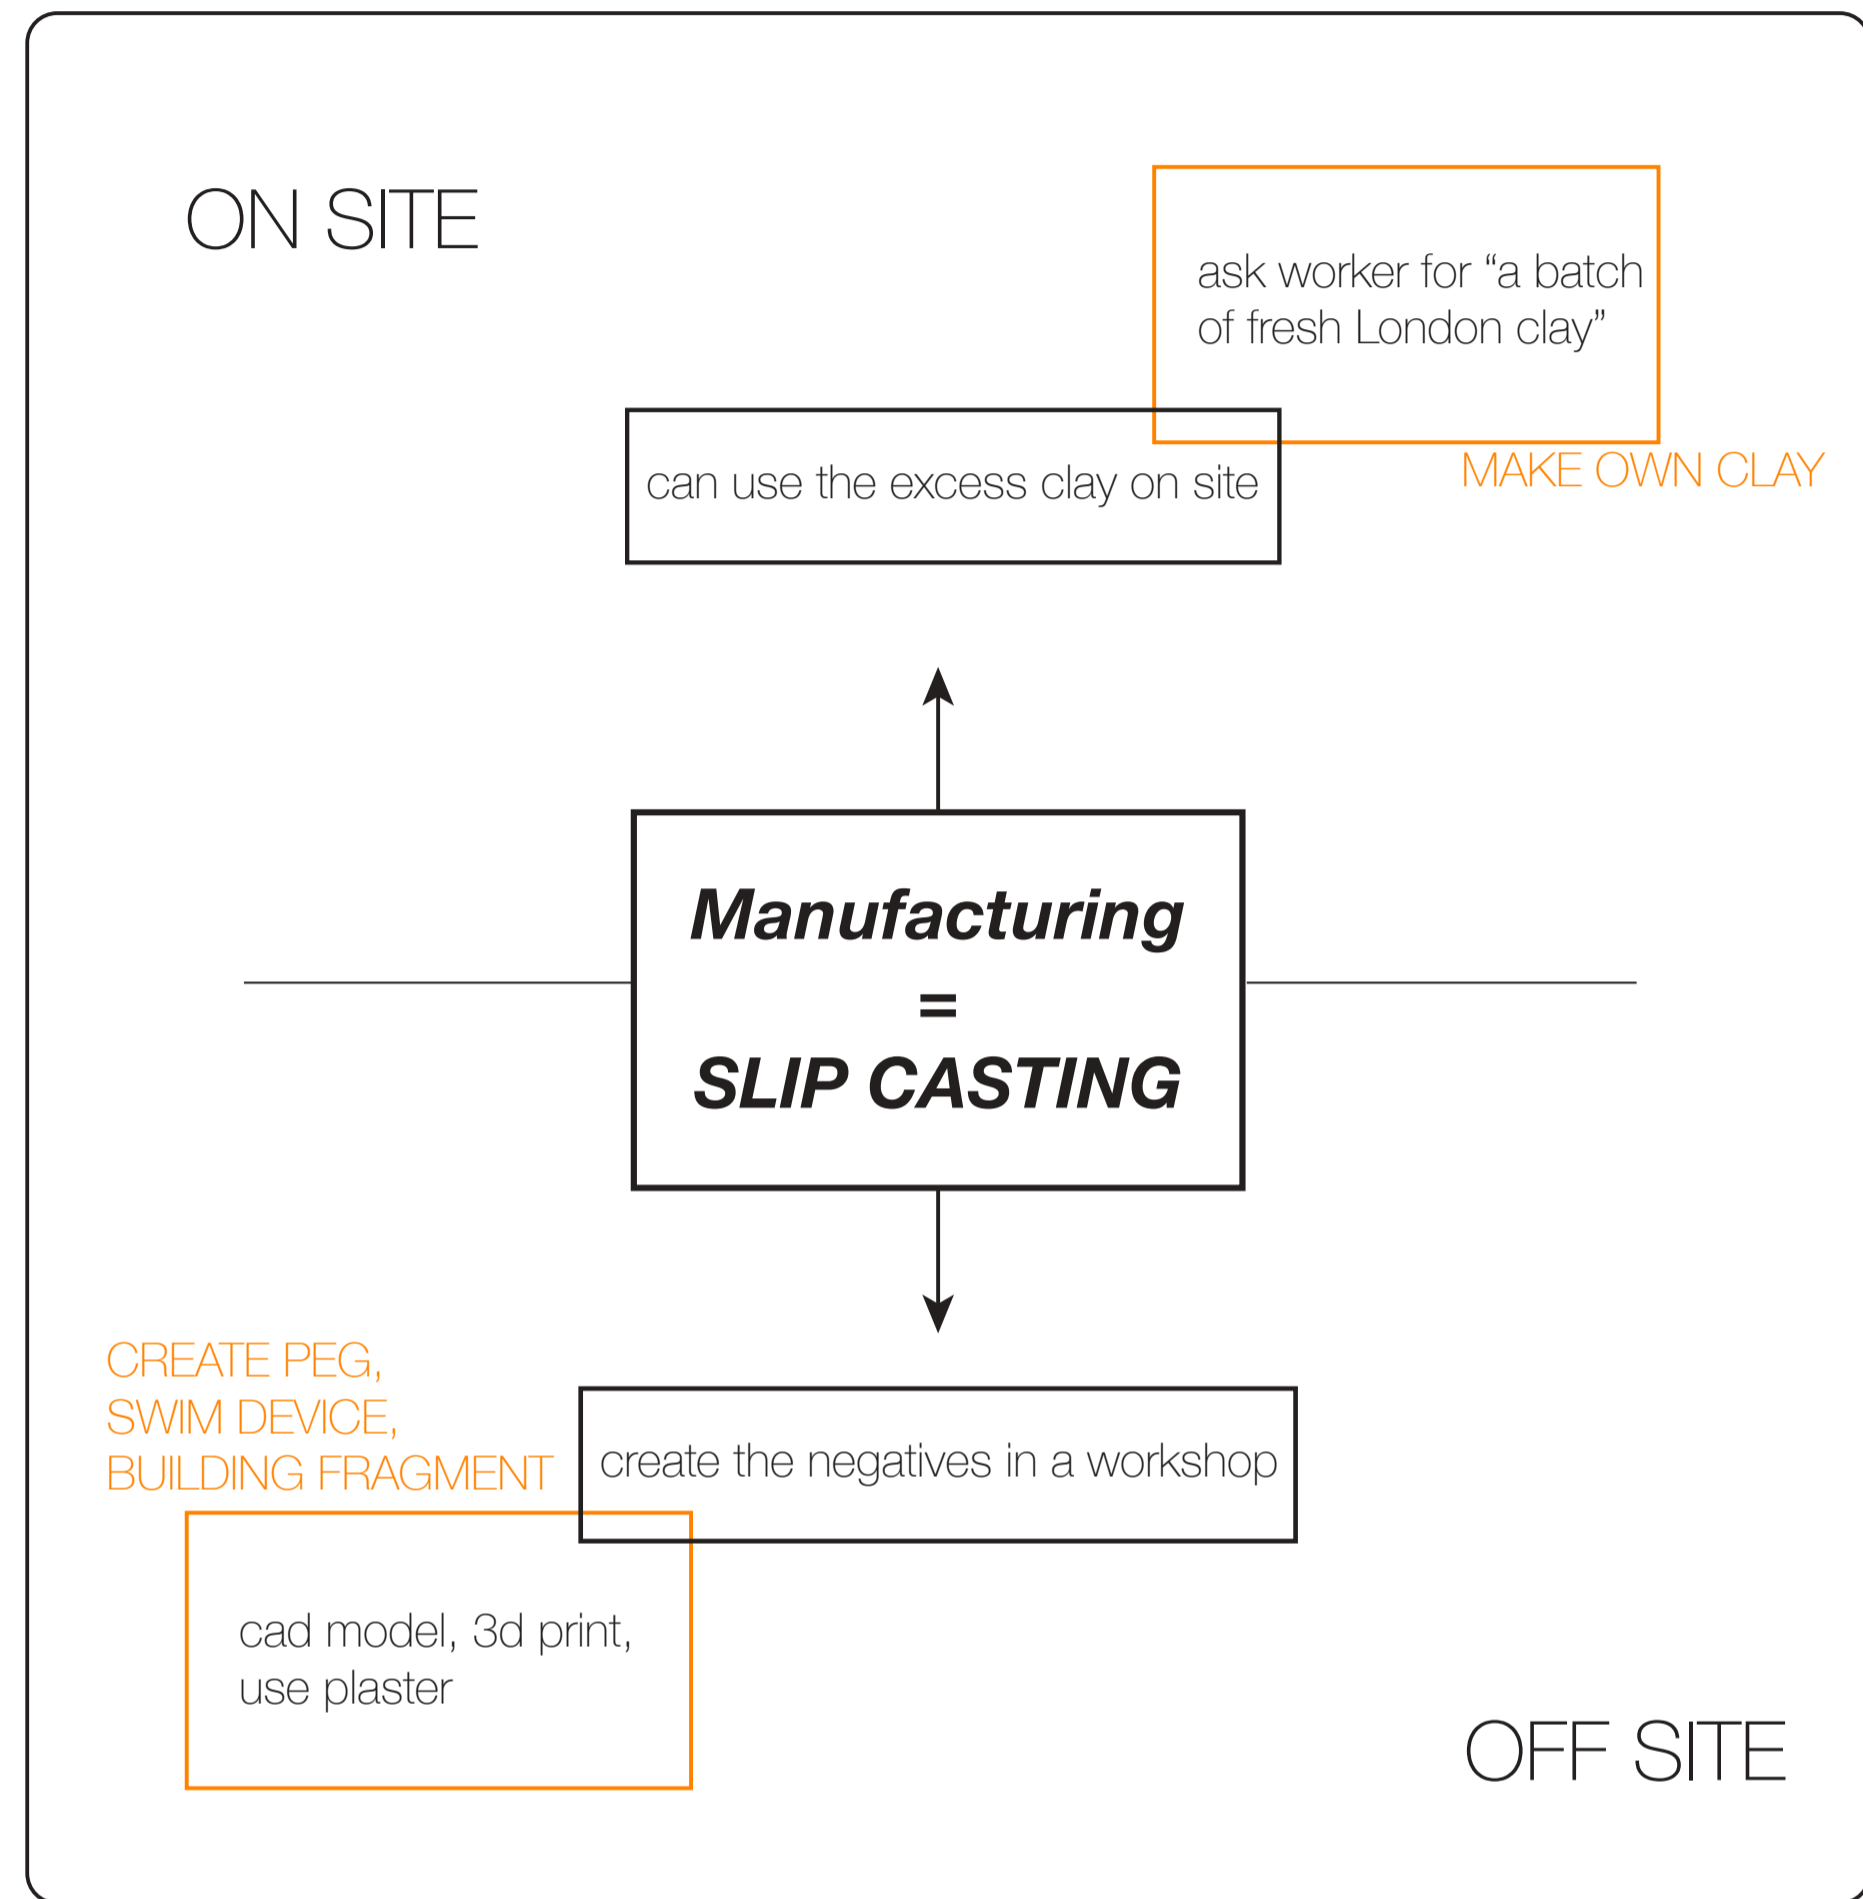 ON SITE
ask worker for “a batch
of fresh London clay”
can use the excess clay on site
MAKE OWN CLAY
Manufacturing
=
SLIP CASTING
CREATE PEG,
SWIM DEVICE,
BUILDING FRAGMENT
create the negatives in a workshop
cad model, 3d print,
use plaster
OFF SITE